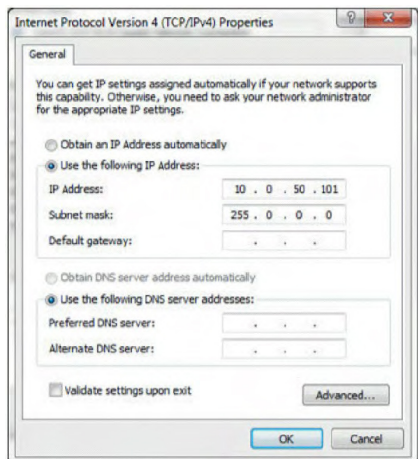 Internet Protocol Version 4 (TCP/IPv4) Properties
General
You can get IP settings assigned automatically if your network supports
this capability. Otherwise, you need to ask your network administrator
for the appropriate IP settings.
Obtain an IP Address automatically
Use the following IP Address:
IP Address: 10 . 0 . 50 . 101
Subnet mask: 255 . 0 . 0 . 0
Default gateway: . . .
Obtain DNS server address automatically
Use the following DNS server addresses:
Preferred DNS server: . . .
Alternate DNS server: . . .
Validate settings upon exit
Advanced...
OK Cancel